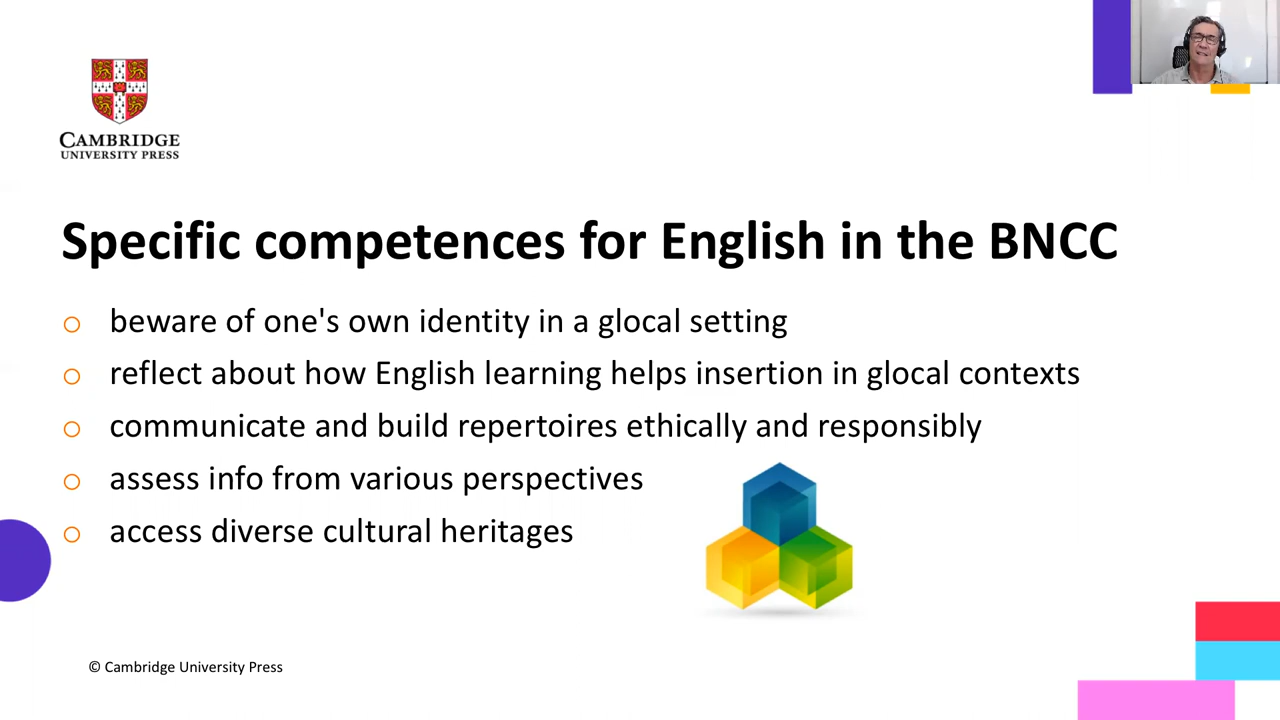 CAMBRIDGE
UNIVERSITY PRESS
Specific competences for English in the BNCC
beware of one's own identity in a glocal setting
reflect about how English learning helps insertion in glocal contexts
communicate and build repertoires ethically and responsibly
assess info from various perspectives
access diverse cultural heritages
© Cambridge University Press